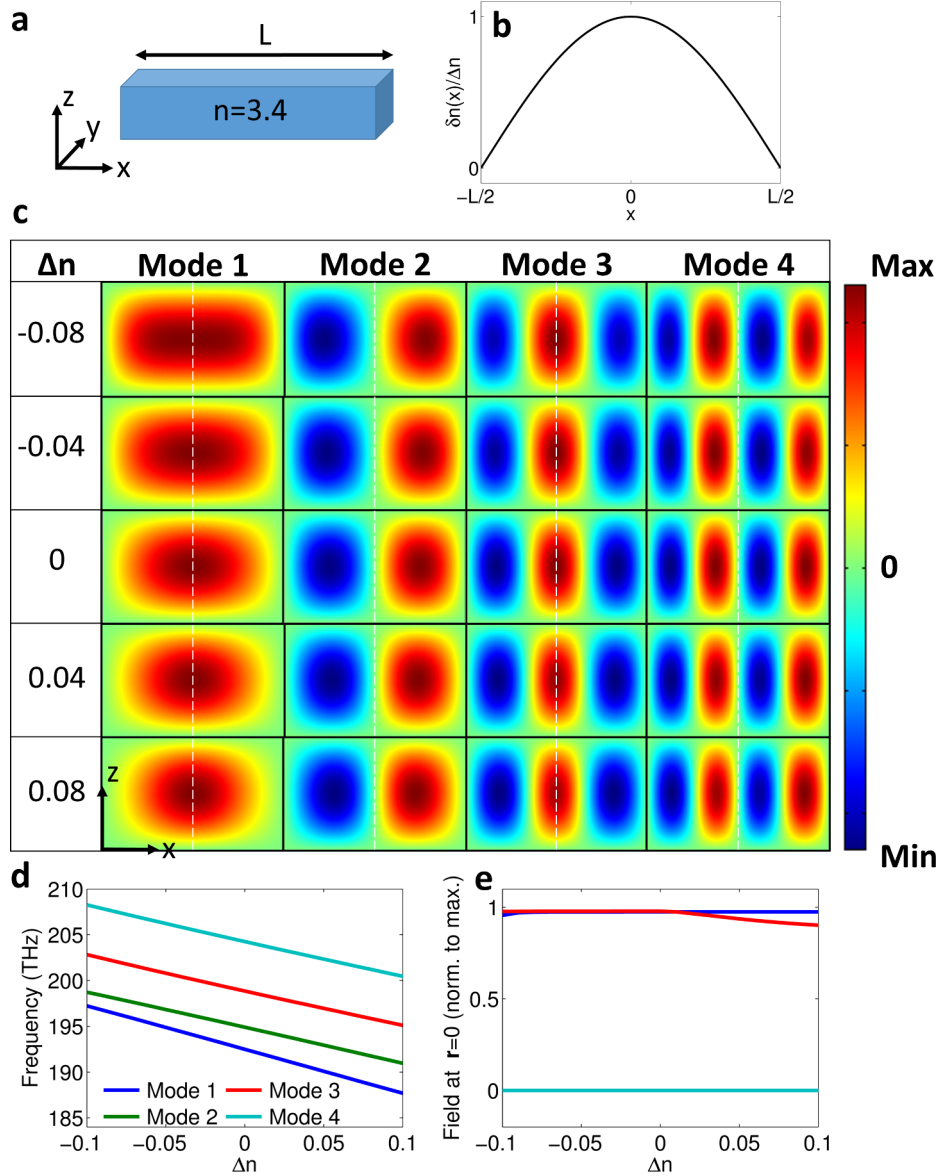 a
L
n=3.4
z
y
x
b
δn(x)/Δn
1
0
−L/2
0
L/2
x
c
Δn
Mode 1
Mode 2
Mode 3
Mode 4
Max
-0.08
-0.04
0
0
0.04
0.08
z
x
Min
d
Frequency (THz)
210
205
200
195
190
185
Mode 1
Mode 3
Mode 2
Mode 4
−0.1
−0.05
0
0.05
0.1
Δn
e
Field at r=0 (norm. to max.)
1
0.5
0
−0.1
−0.05
0
0.05
0.1
Δn